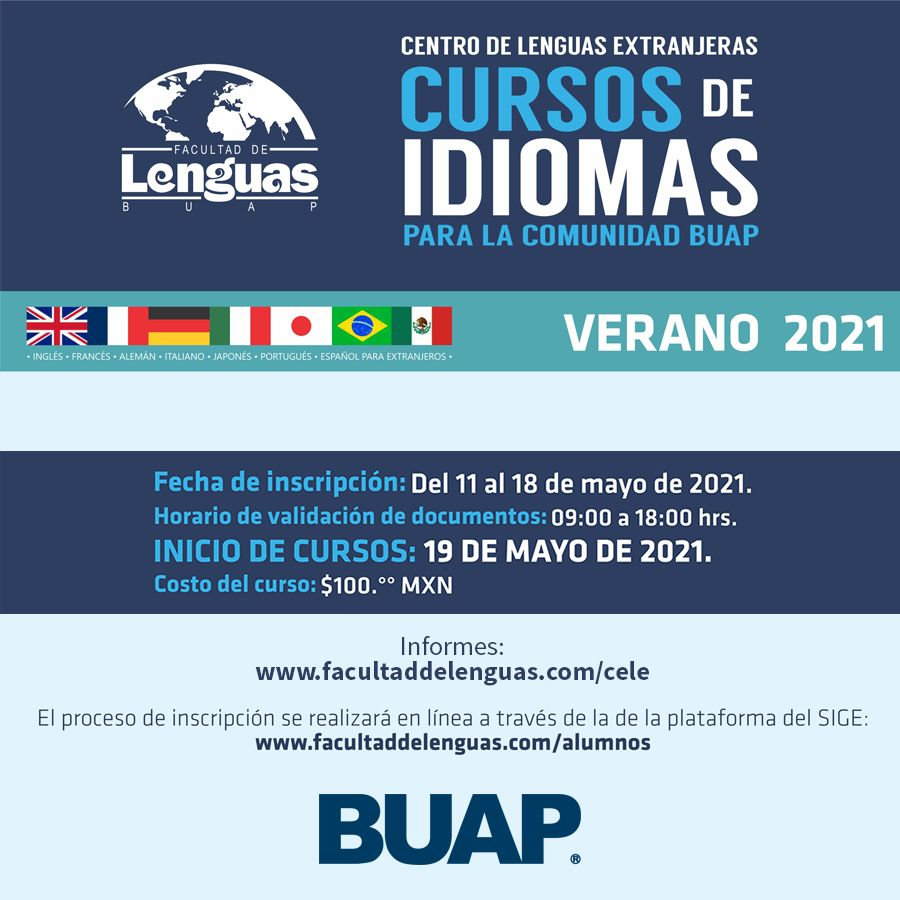 FACULTAD DE
Lenguas
BUAP
CENTRO DE LENGUAS EXTRANJERAS
CURSOS DE
IDIOMAS
PARA LA COMUNIDAD BUAP
• INGLÉS • FRANCÉS • ALEMÁN • ITALIANO • JAPONÉS • PORTUGUÉS • ESPAÑOL PARA EXTRANJEROS •
VERANO 2021
Fecha de inscripción: Del 11 al 18 de mayo de 2021.
Horario de validación de documentos: 09:00 a 18:00 hrs.
INICIO DE CURSOS: 19 DE MAYO DE 2021.
Costo del curso: $100.°° MXN
Informes:
www.facultaddelenguas.com/cele
El proceso de inscripción se realizará en línea a través de la de la plataforma del SIGE:
www.facultaddelenguas.com/alumnos
BUAP®